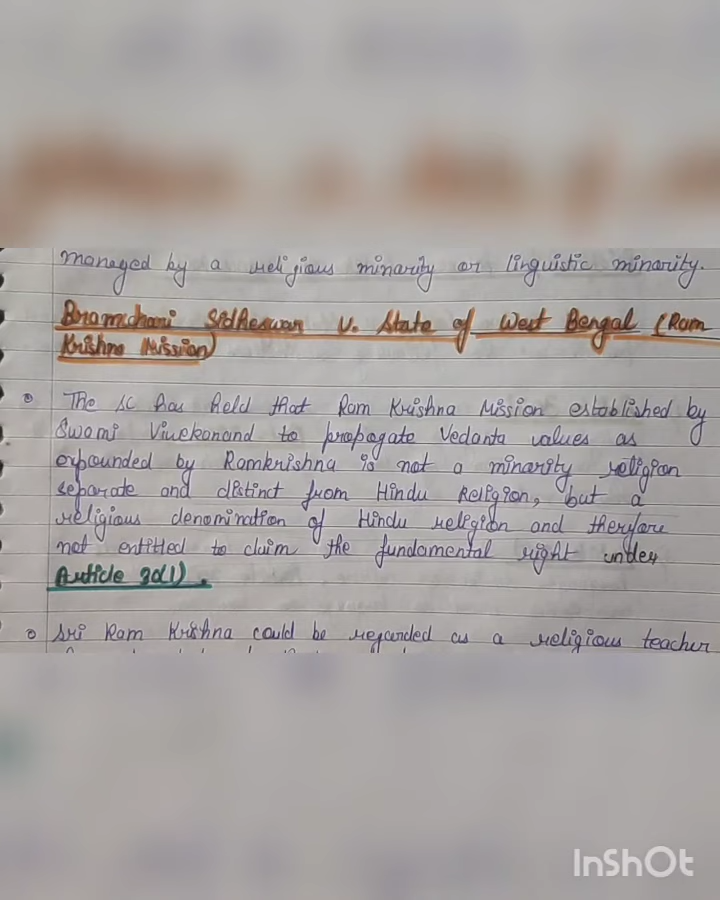 managed by a religious minarity or linguistic minarity.
Bramchari Sidheswar V. State of West Bengal (Ram
Krishna Mission)
The SC has held that Ram Krishna Mission established by
Swami Vivekanand to propagate Vedanta values as
expounded by Ramkrishna is not a minarity religion
separate and distinct from Hindu Religion, but a
religious denomination of Hindu religion and therefore
not entitled to claim the fundamental right under
Article 30(1).
Sri Ram Krishna could be regarded as a religious teacher
InShOt